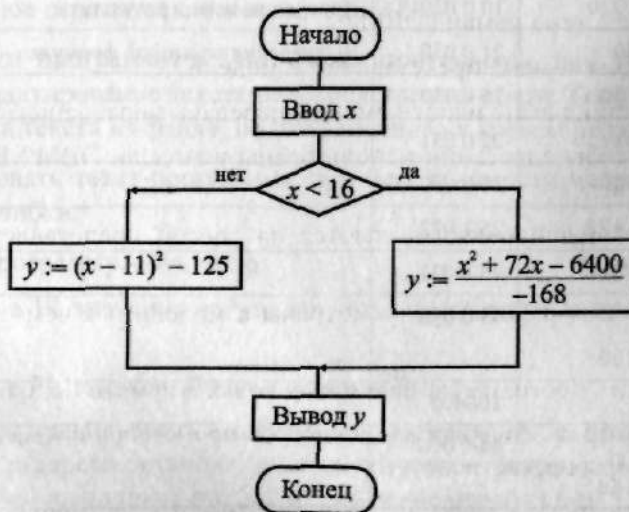 Начало
Ввод x
нет
x < 16
да
y := (x − 11)² − 125
y := (x² + 72x − 6400) / −168
Вывод y
Конец